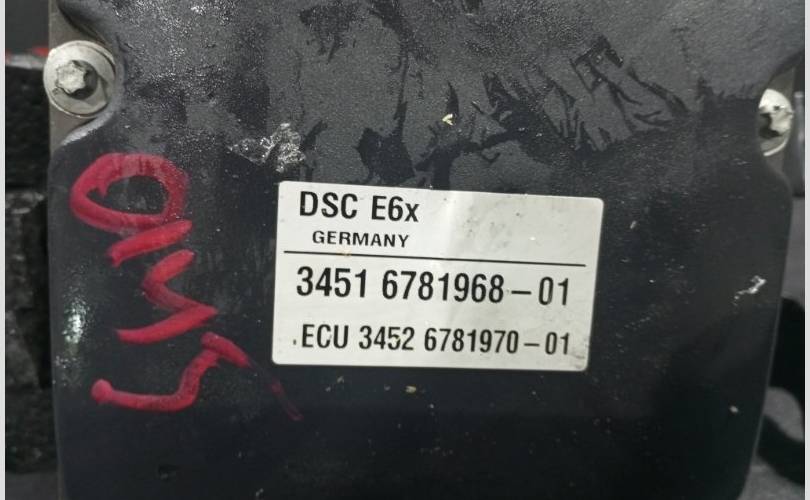 DSC E6x
GERMANY
3451 6781968-01
.ECU 3452 6781970-01